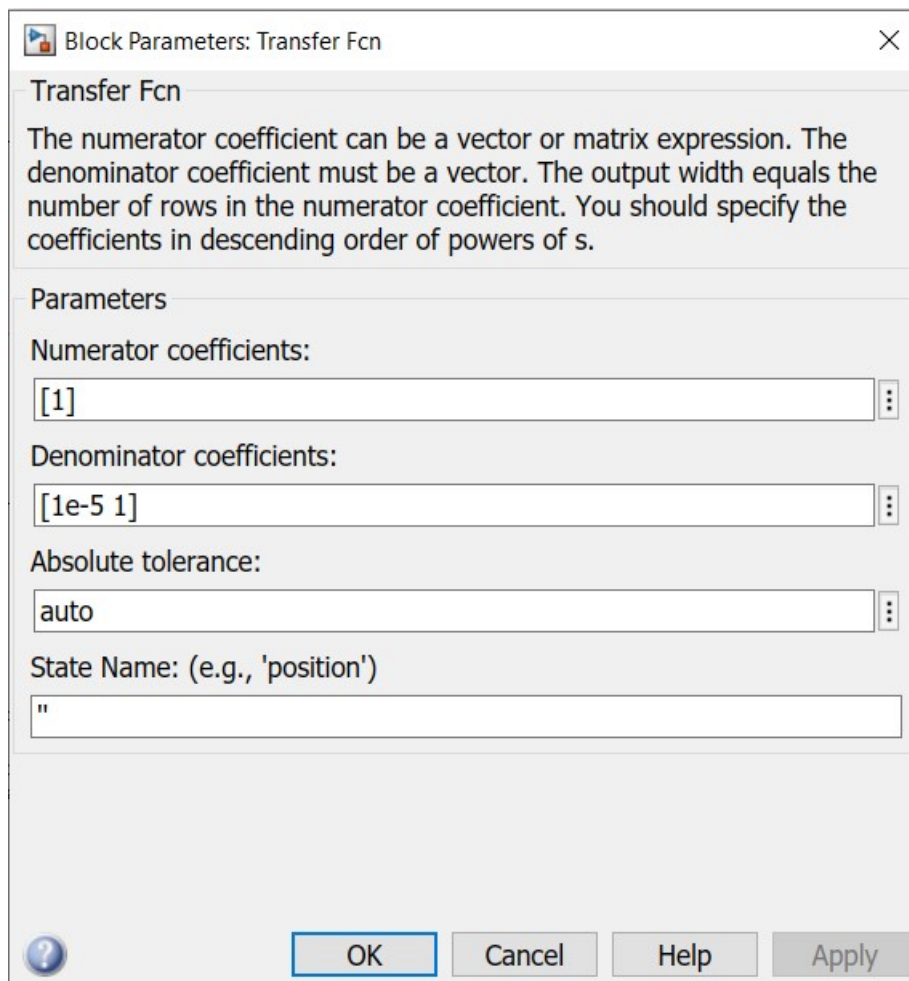 Block Parameters: Transfer Fcn
Transfer Fcn
The numerator coefficient can be a vector or matrix expression. The
denominator coefficient must be a vector. The output width equals the
number of rows in the numerator coefficient. You should specify the
coefficients in descending order of powers of s.
Parameters
Numerator coefficients:
[1]
Denominator coefficients:
[1e-5 1]
Absolute tolerance:
auto
State Name: (e.g., 'position')
''
OK Cancel Help Apply